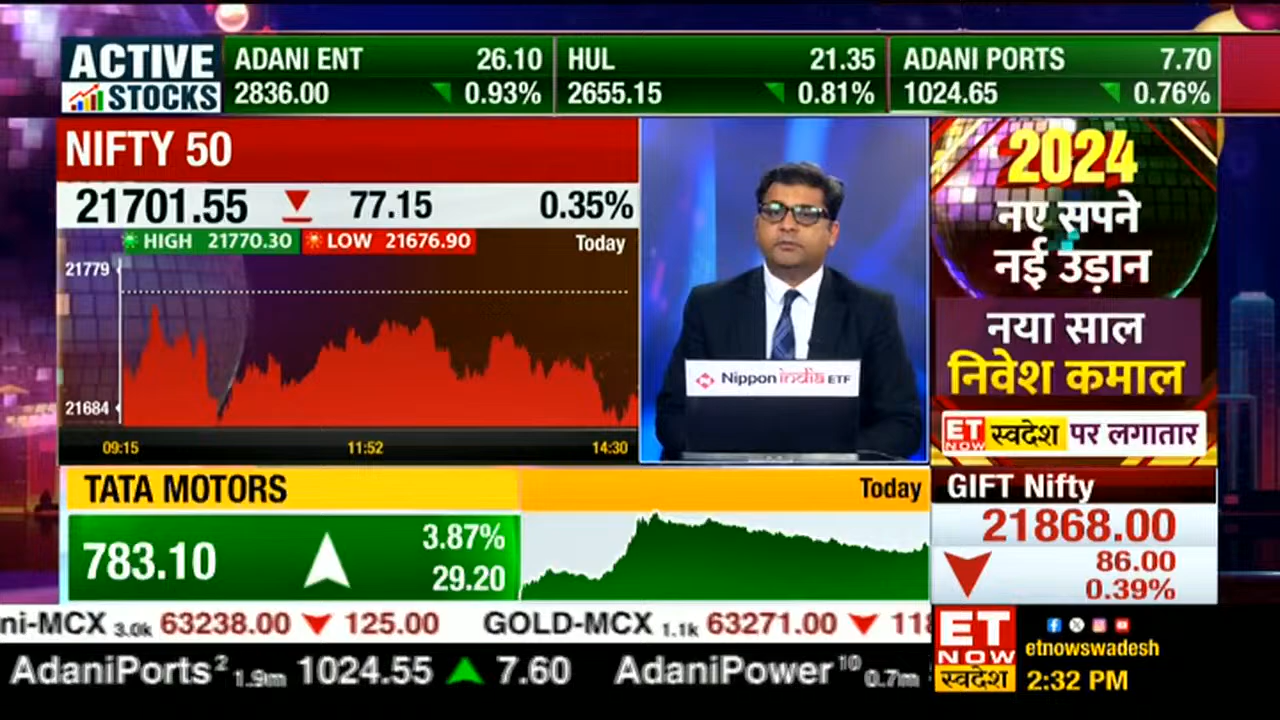 ACTIVE STOCKS
ADANI ENT 26.10
2836.00 0.93%
HUL 21.35
2655.15 0.81%
ADANI PORTS 7.70
1024.65 0.76%
NIFTY 50
21701.55 77.15 0.35%
HIGH 21770.30 LOW 21676.90 Today
21779
21684
09:15 11:52 14:30
Nippon india ETF
2024
नए सपने
नई उड़ान
नया साल
निवेश कमाल
ET NOW स्वदेश पर लगातार
TATA MOTORS Today
783.10 3.87%
29.20
GIFT Nifty
21868.00
86.00
0.39%
ni-MCX 3.0k 63238.00 125.00 GOLD-MCX 1.1k 63271.00
AdaniPorts 2 1.9m 1024.55 7.60 AdaniPower 10 0.7m
ET NOW स्वदेश
etnowswadesh
2:32 PM